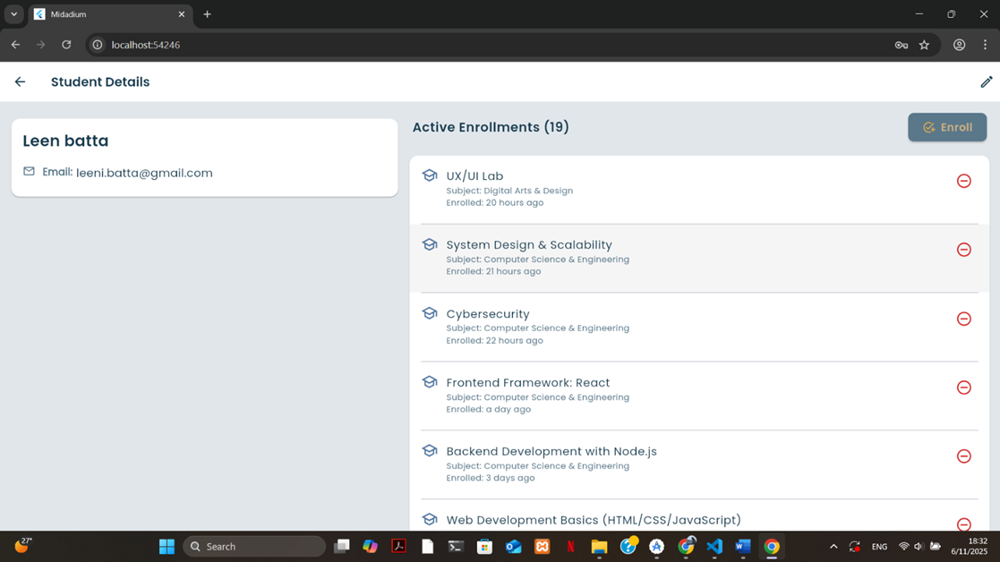 Midadium
localhost:54246
Student Details
Leen batta
Email: leeni.batta@gmail.com
Active Enrollments (19)
Enroll
UX/UI Lab
Subject: Digital Arts & Design
Enrolled: 20 hours ago
System Design & Scalability
Subject: Computer Science & Engineering
Enrolled: 21 hours ago
Cybersecurity
Subject: Computer Science & Engineering
Enrolled: 22 hours ago
Frontend Framework: React
Subject: Computer Science & Engineering
Enrolled: a day ago
Backend Development with Node.js
Subject: Computer Science & Engineering
Enrolled: 3 days ago
Web Development Basics (HTML/CSS/JavaScript)
27°
Search
ENG
18:32
6/11/2025